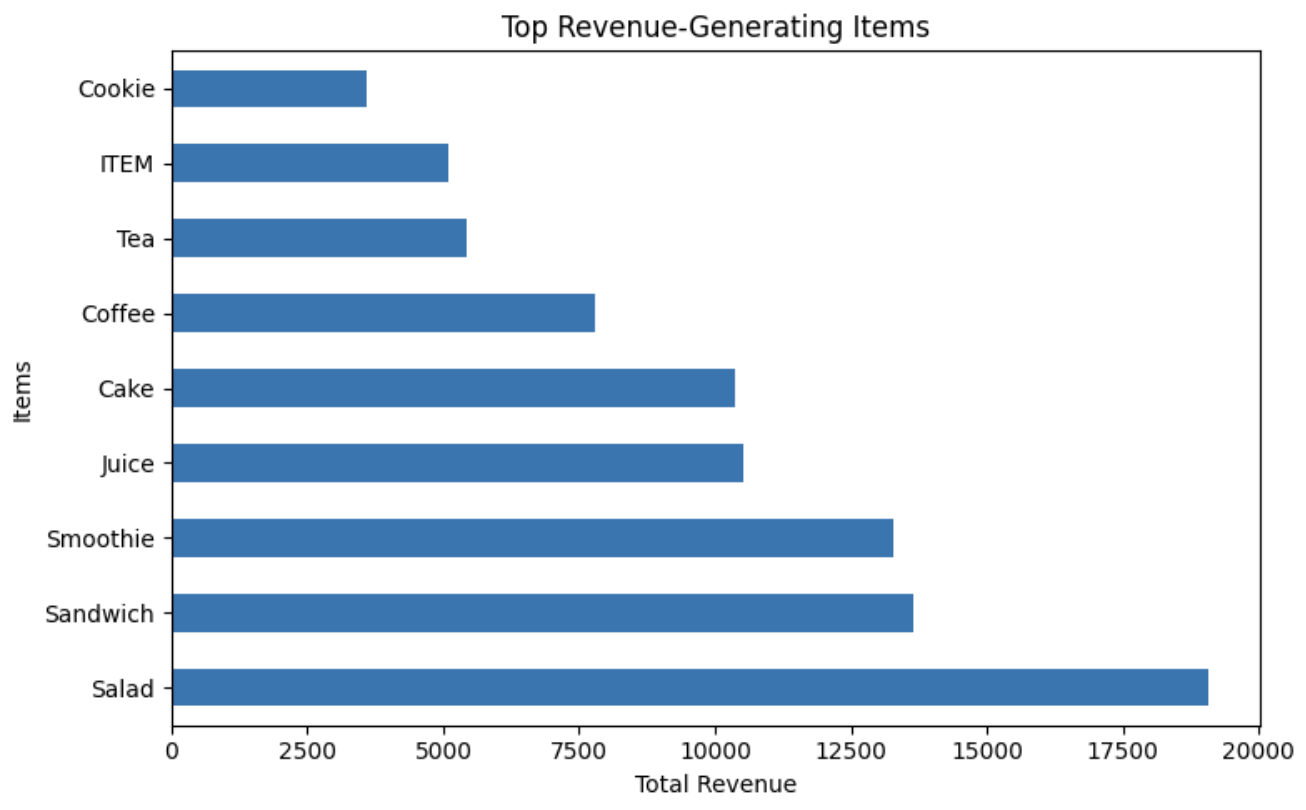 Top Revenue-Generating Items
Cookie
ITEM
Tea
Coffee
Cake
Juice
Smoothie
Sandwich
Salad
Items
0 2500 5000 7500 10000 12500 15000 17500 20000
Total Revenue